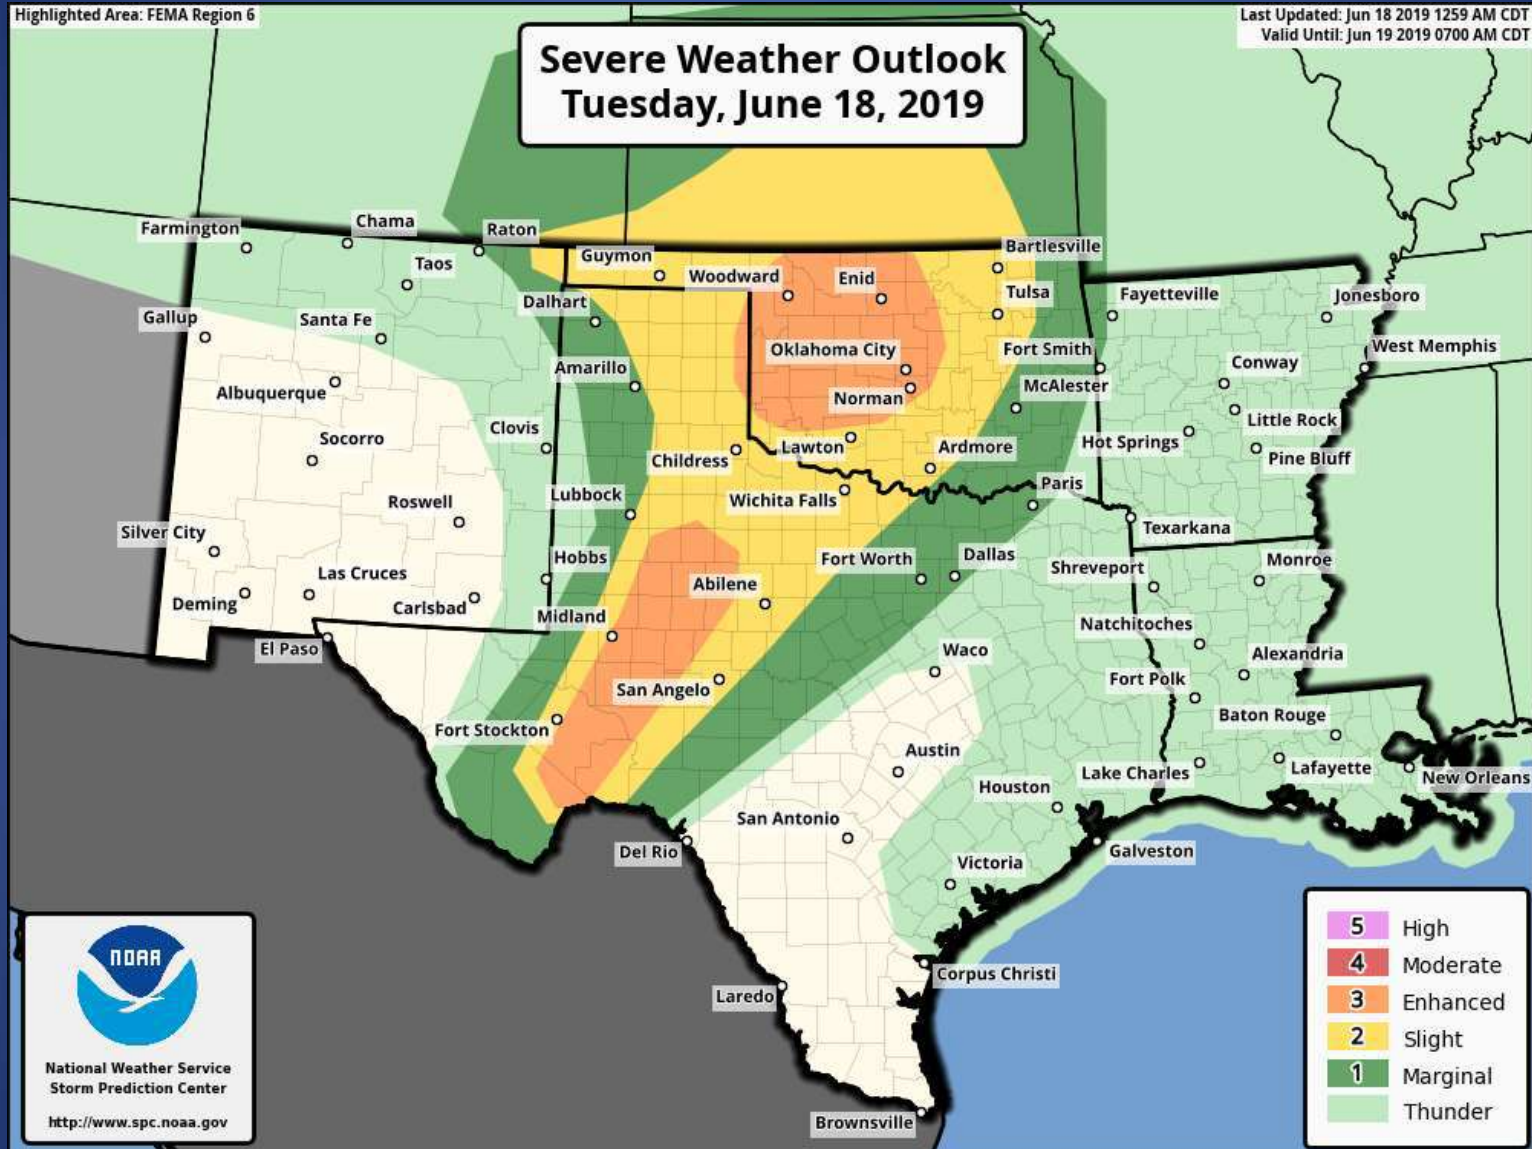 Highlighted Area: FEMA Region 6
Last Updated: Jun 18 2019 1259 AM CDT
Valid Until: Jun 19 2019 0700 AM CDT
Severe Weather Outlook
Tuesday, June 18, 2019
Farmington
Chama
Raton
Taos
Guymon
Woodward
Enid
Bartlesville
Tulsa
Dalhart
Fayetteville
Jonesboro
Gallup
Santa Fe
Oklahoma City
Fort Smith
West Memphis
Amarillo
Conway
Albuquerque
Norman
McAlester
Little Rock
Socorro
Clovis
Lawton
Ardmore
Hot Springs
Pine Bluff
Childress
Roswell
Lubbock
Wichita Falls
Paris
Silver City
Texarkana
Hobbs
Fort Worth
Dallas
Shreveport
Monroe
Las Cruces
Abilene
Deming
Carlsbad
Midland
Natchitoches
El Paso
Waco
Alexandria
San Angelo
Fort Polk
Fort Stockton
Baton Rouge
Austin
Lake Charles
Lafayette
New Orleans
Houston
San Antonio
Del Rio
Galveston
Victoria
Corpus Christi
Laredo
Brownsville
NOAA
National Weather Service
Storm Prediction Center
http://www.spc.noaa.gov
5 High
4 Moderate
3 Enhanced
2 Slight
1 Marginal
Thunder